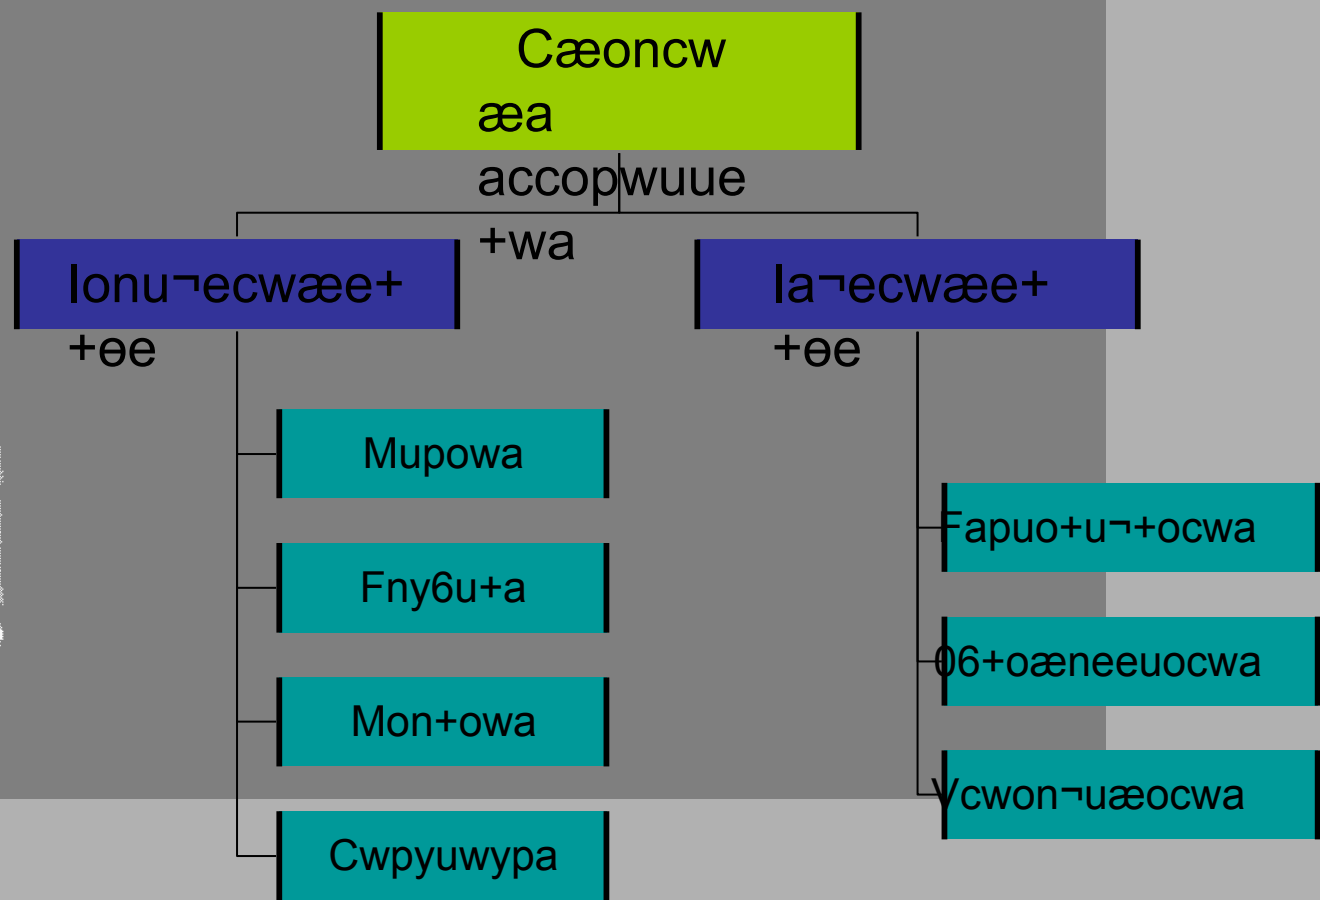 Cæoncw
æa
accopwuue
+wa
Ionu¬ecwæe+
+ɵe
Ia¬ecwæe+
+ɵe
Mupowa
Fny6u+a
Mon+owa
Cwpyuwypa
Fapuo+u¬+ocwa
06+oæneeuocwa
Vcwon¬uæocwa